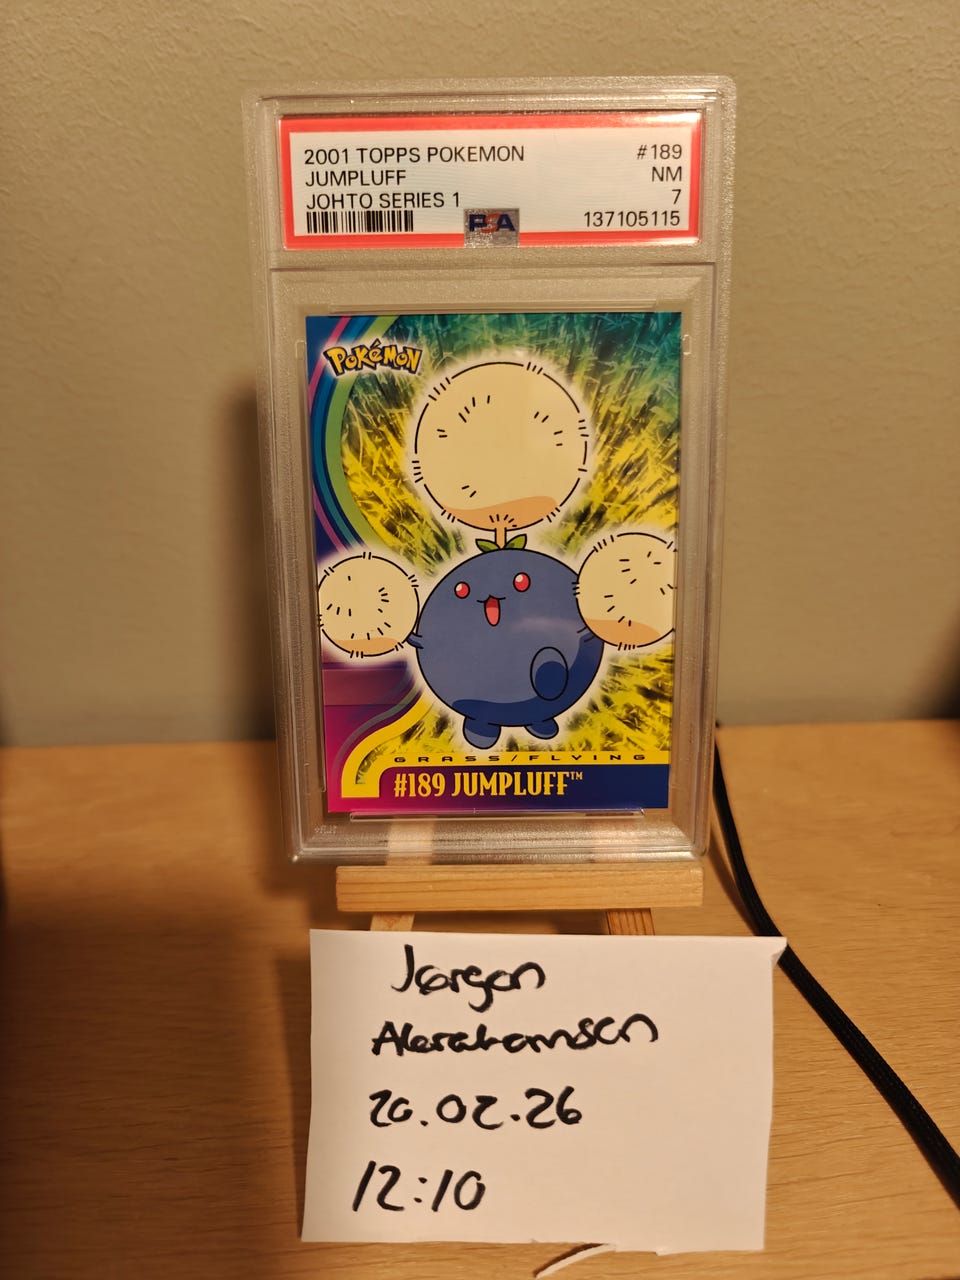 2001 TOPPS POKEMON #189
JUMPLUFF NM
JOHTO SERIES 1 7
PSA 137105115
POKéMON
GRASS/FLYING
#189 JUMPLUFF™
Jørgen
Abrahamsen
20.02.26
12:10